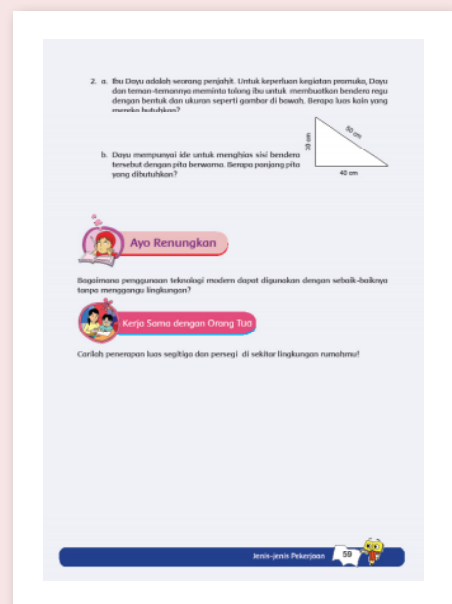 2. a. Ibu Dayu adalah seorang penjahit. Untuk keperluan kegiatan pramuka, Dayu
dan teman-temannya meminta tolong ibu untuk membuatkan bendera regu
dengan bentuk dan ukuran seperti gambar di bawah. Berapa luas kain yang
mereka butuhkan?
30 cm
50 cm
40 cm
b. Dayu mempunyai ide untuk menghias sisi bendera
tersebut dengan pita berwarna. Berapa panjang pita
yang dibutuhkan?
Ayo Renungkan
Bagaimana penggunaan teknologi modern dapat digunakan dengan sebaik-baiknya
tanpa menggangu lingkungan?
Kerja Sama dengan Orang Tua
Carilah penerapan luas segitiga dan persegi di sekitar lingkungan rumahmu!
Jenis-jenis Pekerjaan
59